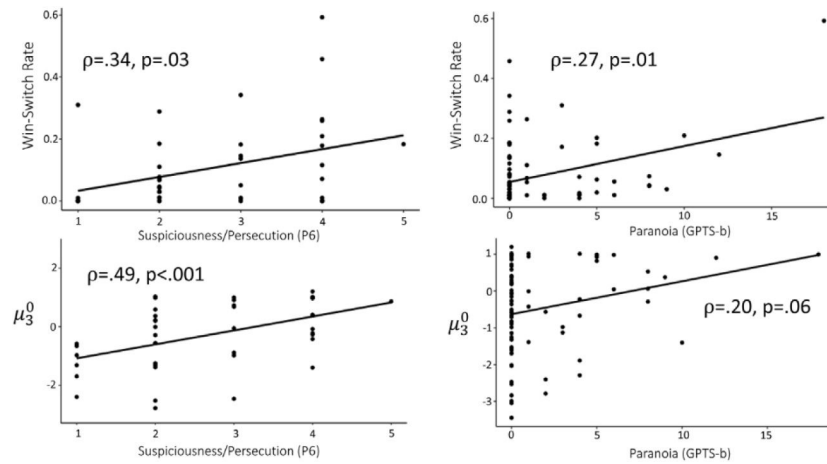 0.6
0.4
0.2
0.0
Win-Switch Rate
ρ=.34, p=.03
1 2 3 4 5
Suspiciousness/Persecution (P6)
0.6
0.4
0.2
0.0
Win-Switch Rate
ρ=.27, p=.01
0 5 10 15
Paranoia (GPTS-b)
2
0
-2
μ₃⁰
ρ=.49, p<.001
1 2 3 4 5
Suspiciousness/Persecution (P6)
1
0
-1
-2
-3
μ₃⁰
ρ=.20, p=.06
0 5 10 15
Paranoia (GPTS-b)